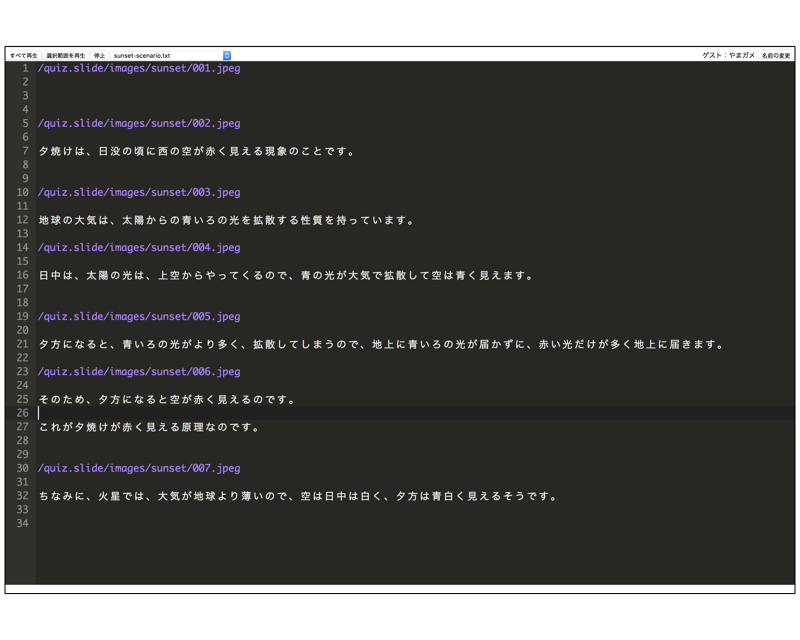 すべて再生 選択範囲を再生 停止 sunset-scenario.txt ゲスト：やまガメ 名前の変更
1 /quiz.slide/images/sunset/001.jpeg
2
3
4
5 /quiz.slide/images/sunset/002.jpeg
6
7 夕焼けは、日没の頃に西の空が赤く見える現象のことです。
8
9
10 /quiz.slide/images/sunset/003.jpeg
11
12 地球の大気は、太陽からの青いろの光を拡散する性質を持っています。
13
14 /quiz.slide/images/sunset/004.jpeg
15
16 日中は、太陽の光は、上空からやってくるので、青の光が大気で拡散して空は青く見えます。
17
18
19 /quiz.slide/images/sunset/005.jpeg
20
21 夕方になると、青いろの光がより多く、拡散してしまうので、地上に青いろの光が届かずに、赤い光だけが多く地上に届きます。
22
23 /quiz.slide/images/sunset/006.jpeg
24
25 そのため、夕方になると空が赤く見えるのです。
26
27 これが夕焼けが赤く見える原理なのです。
28
29
30 /quiz.slide/images/sunset/007.jpeg
31
32 ちなみに、火星では、大気が地球より薄いので、空は日中は白く、夕方は青白く見えるそうです。
33
34